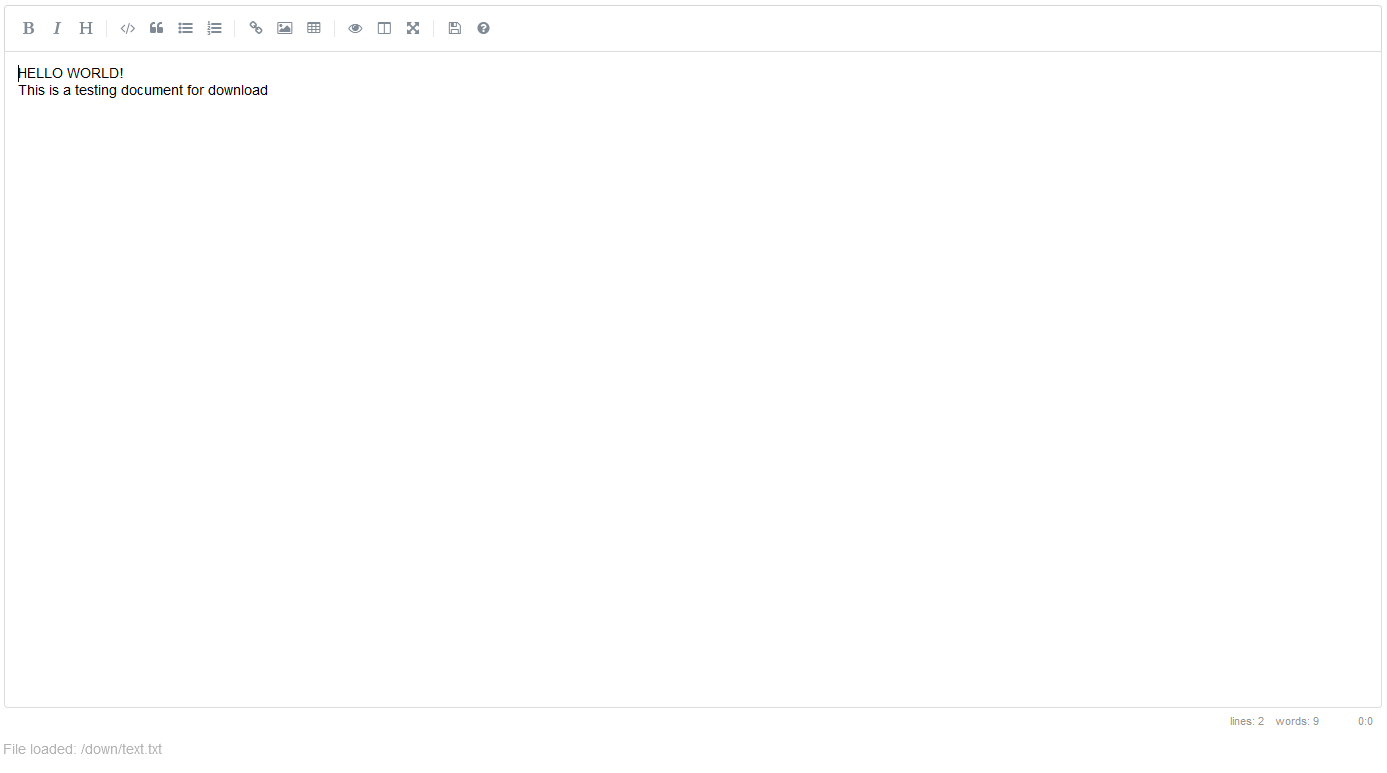 B I H
HELLO WORLD!
This is a testing document for download
lines: 2 words: 9 0:0
File loaded: /down/text.txt